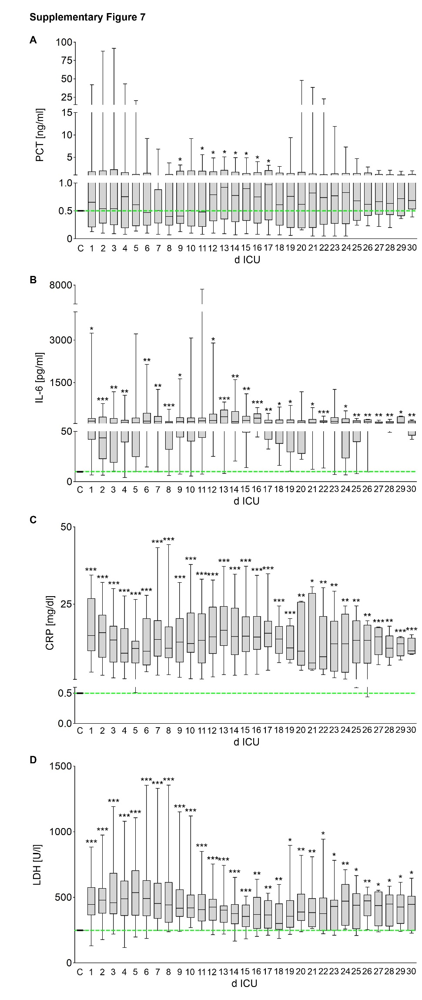 Supplementary Figure 7
A
100
75
50
25
15
10
5
1.0
0.5
0
PCT [ng/ml]
* * * * * * * *
C 1 2 3 4 5 6 7 8 9 10 11 12 13 14 15 16 17 18 19 20 21 22 23 24 25 26 27 28 29 30
d ICU
B
8000
3000
1500
50
0
IL-6 [pg/ml]
* *** ** ** ** ** *** * * *** ** ** *** ** * * * *** * ** ** ** ** * **
C 1 2 3 4 5 6 7 8 9 10 11 12 13 14 15 16 17 18 19 20 21 22 23 24 25 26 27 28 29 30
d ICU
C
50
25
0.5
0.0
CRP [mg/dl]
*** *** *** *** *** *** *** *** *** *** *** *** *** *** *** *** *** *** *** ** * ** ** ** ** ** *** ** *** ***
C 1 2 3 4 5 6 7 8 9 10 11 12 13 14 15 16 17 18 19 20 21 22 23 24 25 26 27 28 29 30
d ICU
D
1500
1000
500
0
LDH [U/l]
*** *** *** *** *** *** *** *** *** *** *** *** *** *** *** ** ** ** * ** ** * * ** * ** * * * *
C 1 2 3 4 5 6 7 8 9 10 11 12 13 14 15 16 17 18 19 20 21 22 23 24 25 26 27 28 29 30
d ICU